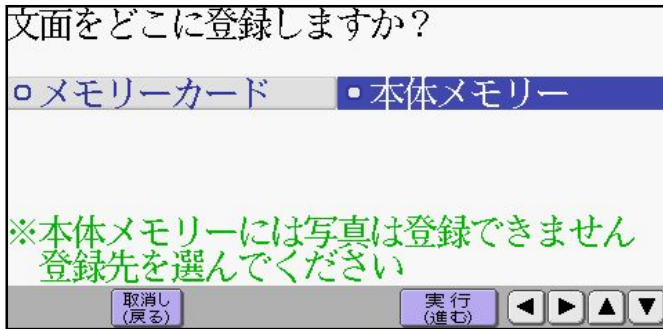 文面をどこに登録しますか？
メモリーカード
本体メモリー
※本体メモリーには写真は登録できません
登録先を選んでください
取消し
(戻る)
実行
(進む)
◀ ▶ ▲ ▼